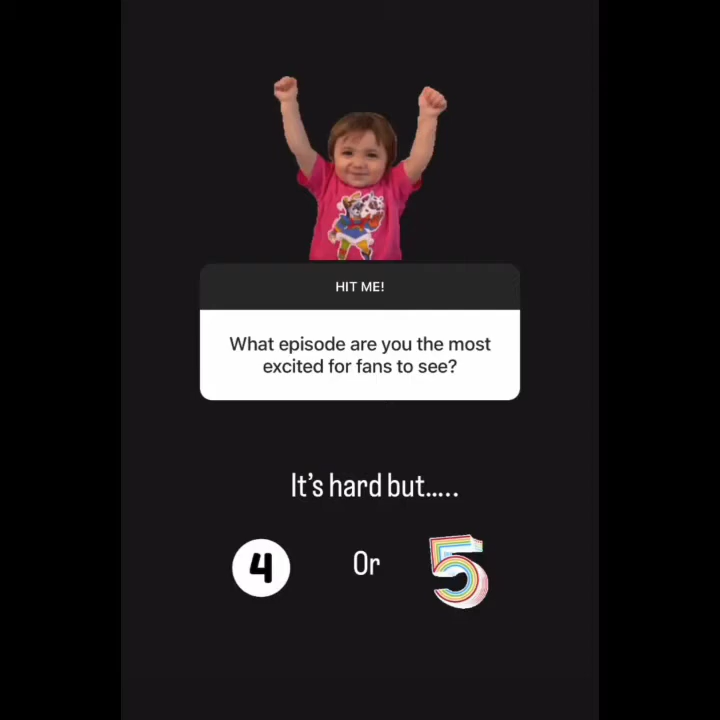 HIT ME!
What episode are you the most
excited for fans to see?
It's hard but.....
4 Or 5